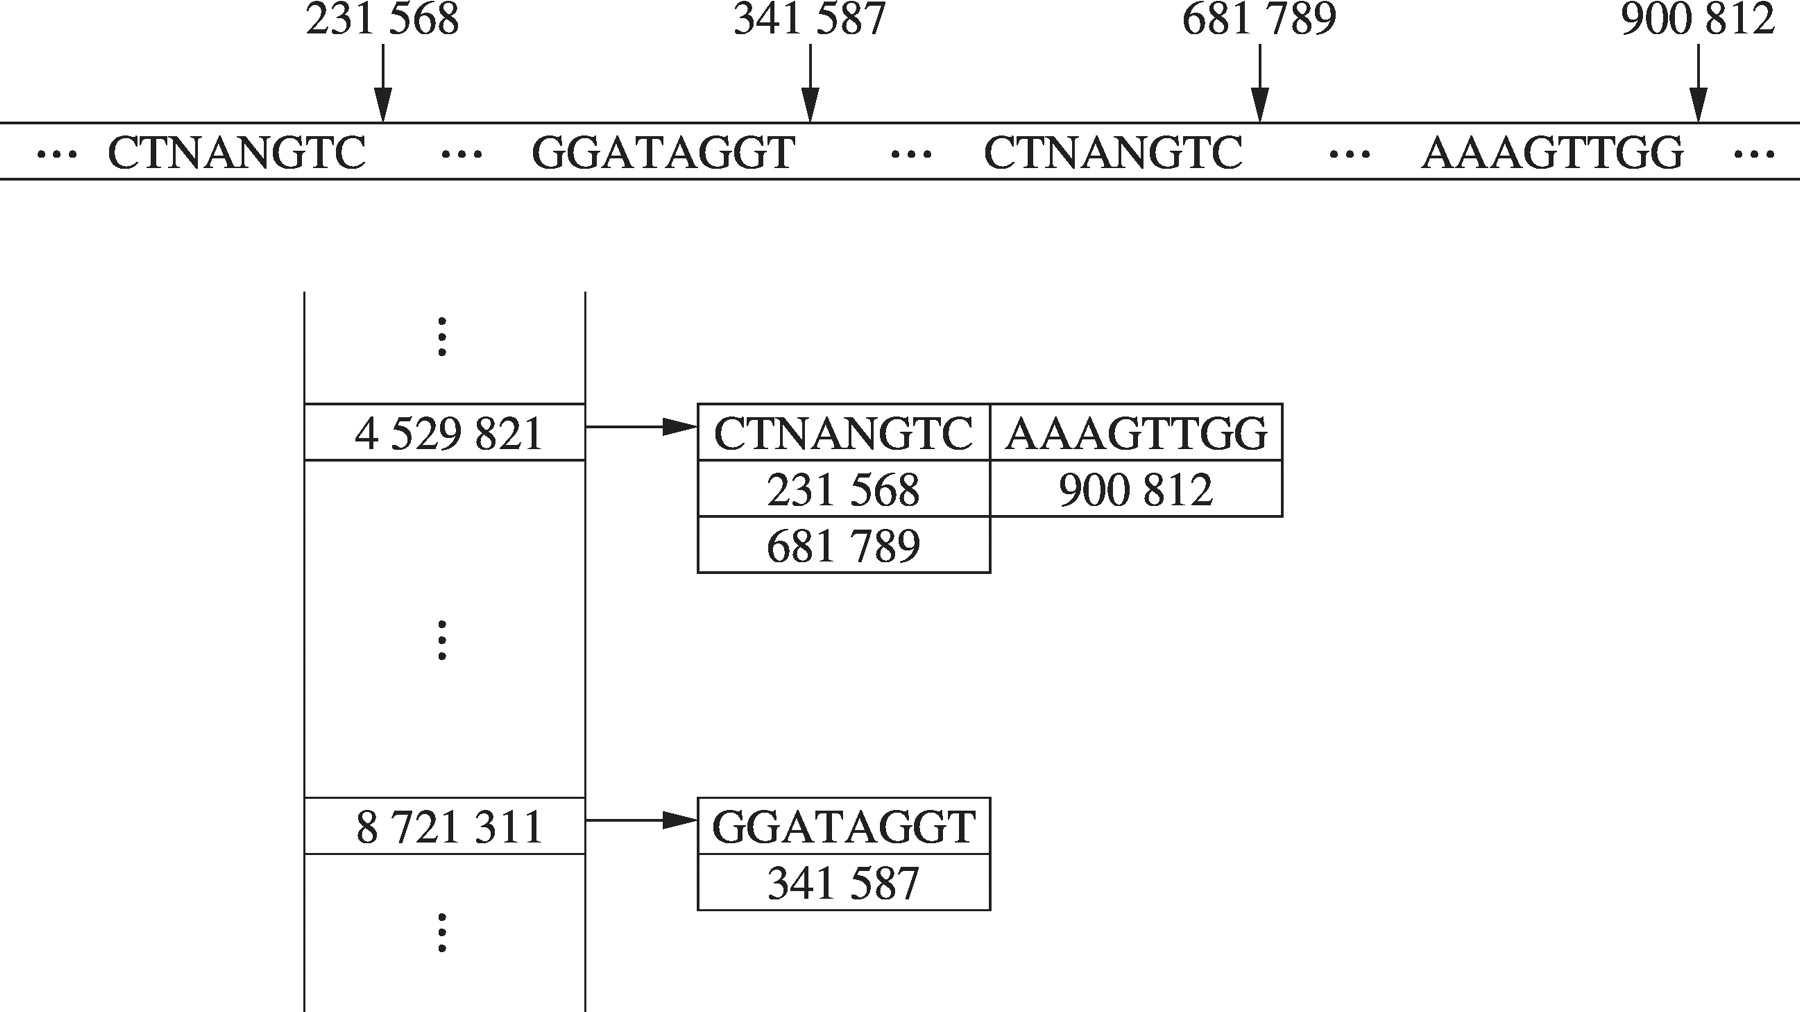 231 568 341 587 681 789 900 812
... CTNANGTC ... GGATAGGT ... CTNANGTC ... AAAGTTGG ...
⋮
4 529 821 CTNANGTC AAAGTTGG
231 568 900 812
681 789
⋮
8 721 311 GGATAGGT
341 587
⋮